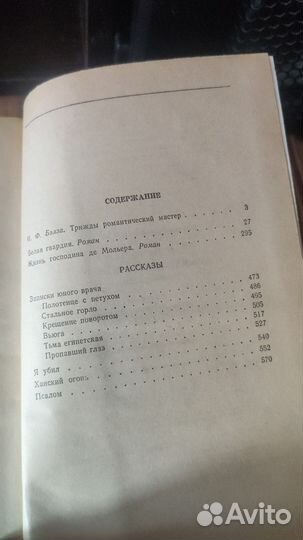 СОДЕРЖАНИЕ
И. Ф. Бэлза. Трижды романтический мастер . . 3
Белая гвардия. Роман . . . . . . . . . 27
Жизнь господина де Мольера. Роман . . . . . 295
РАССКАЗЫ
Записки юного врача
Полотенце с петухом . . . . . . . . . 473
Стальное горло . . . . . . . . . . . 486
Крещение поворотом . . . . . . . . . 495
Вьюга . . . . . . . . . . . . . . 505
Тьма египетская . . . . . . . . . . 517
Пропавший глаз . . . . . . . . . . 527
Я убил . . . . . . . . . . . . . . 540
Ханский огонь . . . . . . . . . . . 552
Псалом . . . . . . . . . . . . . . 570
Avito